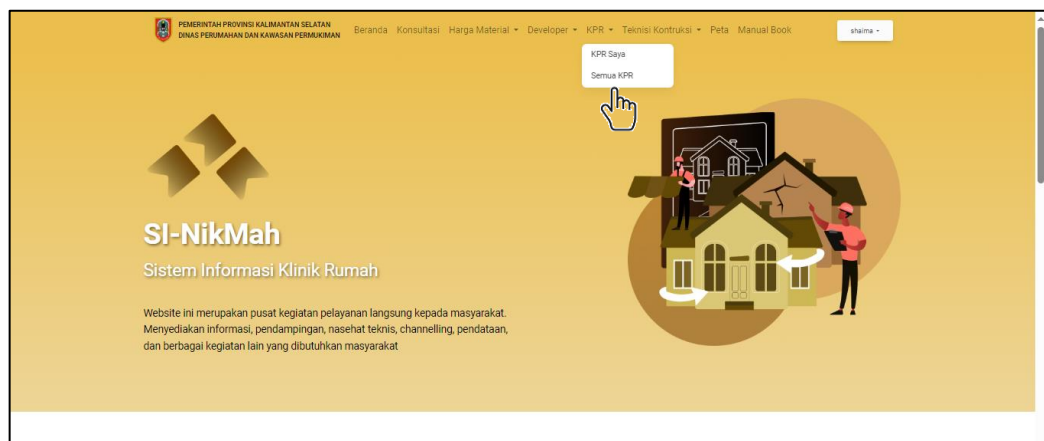 PEMERINTAH PROVINSI KALIMANTAN SELATAN
DINAS PERUMAHAN DAN KAWASAN PERMUKIMAN
Beranda Konsultasi Harga Material Developer KPR Teknisi Kontruksi Peta Manual Book shaima
KPR Saya
Semua KPR
SI-NikMah
Sistem Informasi Klinik Rumah
Website ini merupakan pusat kegiatan pelayanan langsung kepada masyarakat.
Menyediakan informasi, pendampingan, nasehat teknis, channelling, pendataan,
dan berbagai kegiatan lain yang dibutuhkan masyarakat